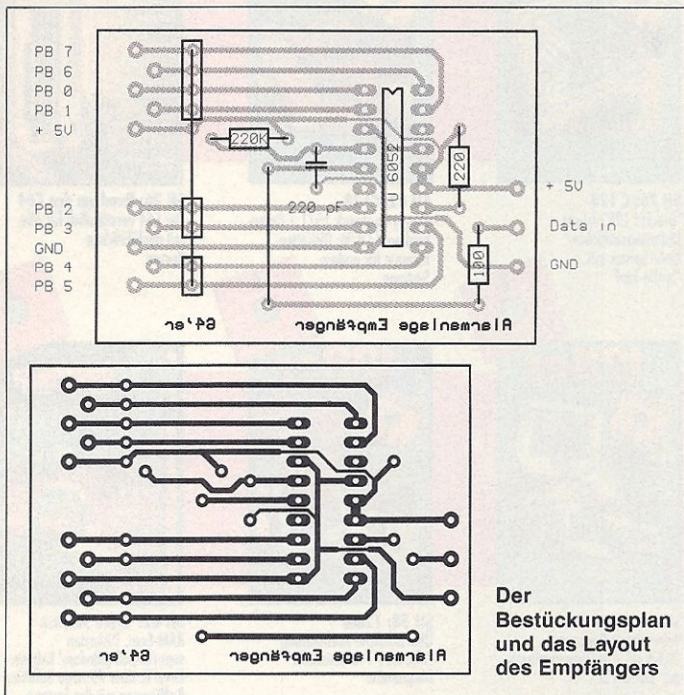 PB 7
PB 6
PB 0
PB 1
+ 5V
PB 2
PB 3
GND
PB 4
PB 5
220K
220 pF
U 6052
220
100
+ 5V
Data in
GND
64'er Alarmanlage Empfänger
64'er Alarmanlage Empfänger
Der
Bestückungsplan
und das Layout
des Empfängers